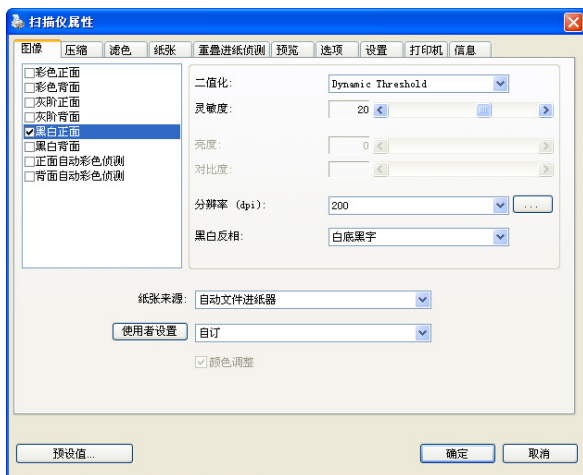 扫描仪属性
图像 压缩 滤色 纸张 重叠进纸侦测 预览 选项 设置 打印机 信息
彩色正面
彩色背面
灰阶正面
灰阶背面
黑白正面
黑白背面
正面自动彩色侦测
背面自动彩色侦测
二值化: Dynamic Threshold
灵敏度: 20
亮度: 0
对比度:
分辨率 (dpi): 200 ...
黑白反相: 白底黑字
纸张来源: 自动文件进纸器
使用者设置 自订
颜色调整
预设值... 确定 取消